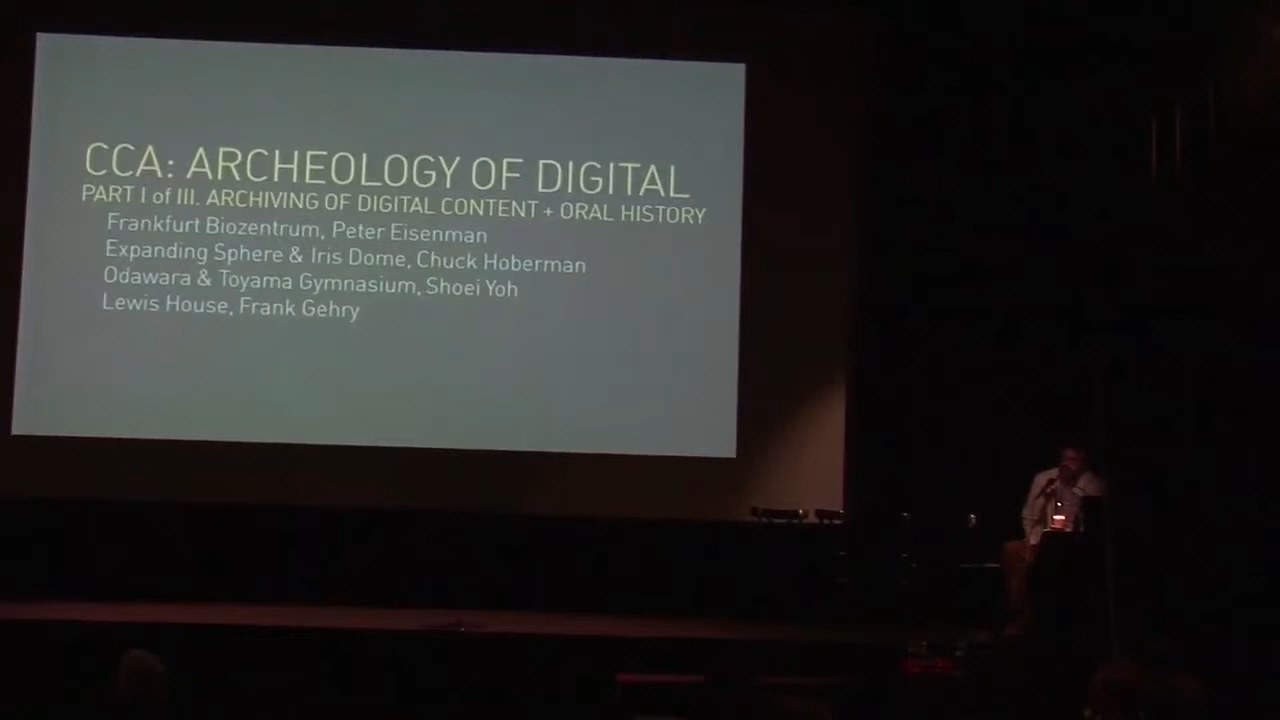 CCA: ARCHEOLOGY OF DIGITAL
PART I of III. ARCHIVING OF DIGITAL CONTENT + ORAL HISTORY
Frankfurt Biozentrum, Peter Eisenman
Expanding Sphere & Iris Dome, Chuck Hoberman
Odawara & Toyama Gymnasium, Shoei Yoh
Lewis House, Frank Gehry